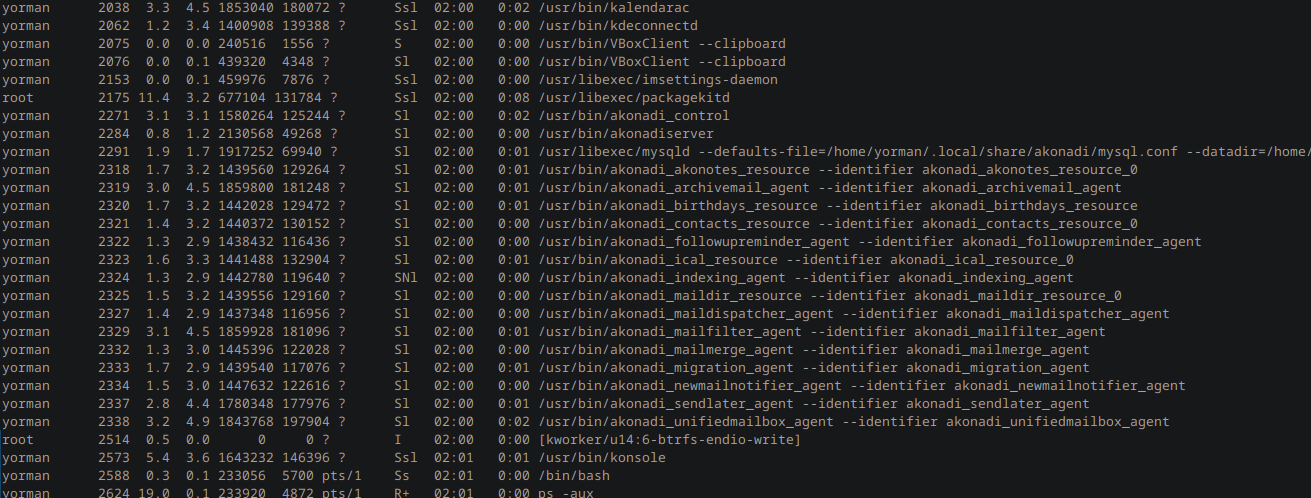 yorman 2038 3.3 4.5 1853040 180072 ? Ssl 02:00 0:02 /usr/bin/kalendarac
yorman 2062 1.2 3.4 1400908 139388 ? Ssl 02:00 0:00 /usr/bin/kdeconnectd
yorman 2075 0.0 0.0 240516 1556 ? S 02:00 0:00 /usr/bin/VBoxClient --clipboard
yorman 2076 0.0 0.1 439320 4348 ? Sl 02:00 0:00 /usr/bin/VBoxClient --clipboard
yorman 2153 0.0 0.1 459976 7876 ? Ssl 02:00 0:00 /usr/libexec/imsettings-daemon
root 2175 11.4 3.2 677104 131784 ? Ssl 02:00 0:08 /usr/libexec/packagekitd
yorman 2271 3.1 3.1 1580264 125244 ? Sl 02:00 0:02 /usr/bin/akonadi_control
yorman 2284 0.8 1.2 2130568 49268 ? Sl 02:00 0:00 /usr/bin/akonadiserver
yorman 2291 1.9 1.7 1917252 69940 ? Sl 02:00 0:01 /usr/libexec/mysqld --defaults-file=/home/yorman/.local/share/akonadi/mysql.conf --datadir=/home/
yorman 2318 1.7 3.2 1439560 129264 ? Sl 02:00 0:01 /usr/bin/akonadi_akonotes_resource --identifier akonadi_akonotes_resource_0
yorman 2319 3.0 4.5 1859800 181248 ? Sl 02:00 0:01 /usr/bin/akonadi_archivemail_agent --identifier akonadi_archivemail_agent
yorman 2320 1.7 3.2 1442028 129472 ? Sl 02:00 0:01 /usr/bin/akonadi_birthdays_resource --identifier akonadi_birthdays_resource
yorman 2321 1.4 3.2 1440372 130152 ? Sl 02:00 0:00 /usr/bin/akonadi_contacts_resource --identifier akonadi_contacts_resource_0
yorman 2322 1.3 2.9 1438432 116436 ? Sl 02:00 0:00 /usr/bin/akonadi_followupreminder_agent --identifier akonadi_followupreminder_agent
yorman 2323 1.6 3.3 1441488 132904 ? Sl 02:00 0:01 /usr/bin/akonadi_ical_resource --identifier akonadi_ical_resource_0
yorman 2324 1.3 2.9 1442780 119640 ? SNl 02:00 0:00 /usr/bin/akonadi_indexing_agent --identifier akonadi_indexing_agent
yorman 2325 1.5 3.2 1439556 129160 ? Sl 02:00 0:00 /usr/bin/akonadi_maildir_resource --identifier akonadi_maildir_resource_0
yorman 2327 1.4 2.9 1437348 116956 ? Sl 02:00 0:00 /usr/bin/akonadi_maildispatcher_agent --identifier akonadi_maildispatcher_agent
yorman 2329 3.1 4.5 1859928 181096 ? Sl 02:00 0:01 /usr/bin/akonadi_mailfilter_agent --identifier akonadi_mailfilter_agent
yorman 2332 1.3 3.0 1445396 122028 ? Sl 02:00 0:00 /usr/bin/akonadi_mailmerge_agent --identifier akonadi_mailmerge_agent
yorman 2333 1.7 2.9 1439540 117076 ? Sl 02:00 0:01 /usr/bin/akonadi_migration_agent --identifier akonadi_migration_agent
yorman 2334 1.5 3.0 1447632 122616 ? Sl 02:00 0:00 /usr/bin/akonadi_newmailnotifier_agent --identifier akonadi_newmailnotifier_agent
yorman 2337 2.8 4.4 1780348 177976 ? Sl 02:00 0:01 /usr/bin/akonadi_sendlater_agent --identifier akonadi_sendlater_agent
yorman 2338 3.2 4.9 1843768 197904 ? Sl 02:00 0:02 /usr/bin/akonadi_unifiedmailbox_agent --identifier akonadi_unifiedmailbox_agent
root 2514 0.5 0.0 0 0 ? I 02:00 0:00 [kworker/u14:6-btrfs-endio-write]
yorman 2573 5.4 3.6 1643232 146396 ? Ssl 02:01 0:01 /usr/bin/konsole
yorman 2588 0.3 0.1 233056 5700 pts/1 Ss 02:01 0:00 /bin/bash
yorman 2624 19.0 0.1 233920 4872 pts/1 R+ 02:01 0:00 ps -aux